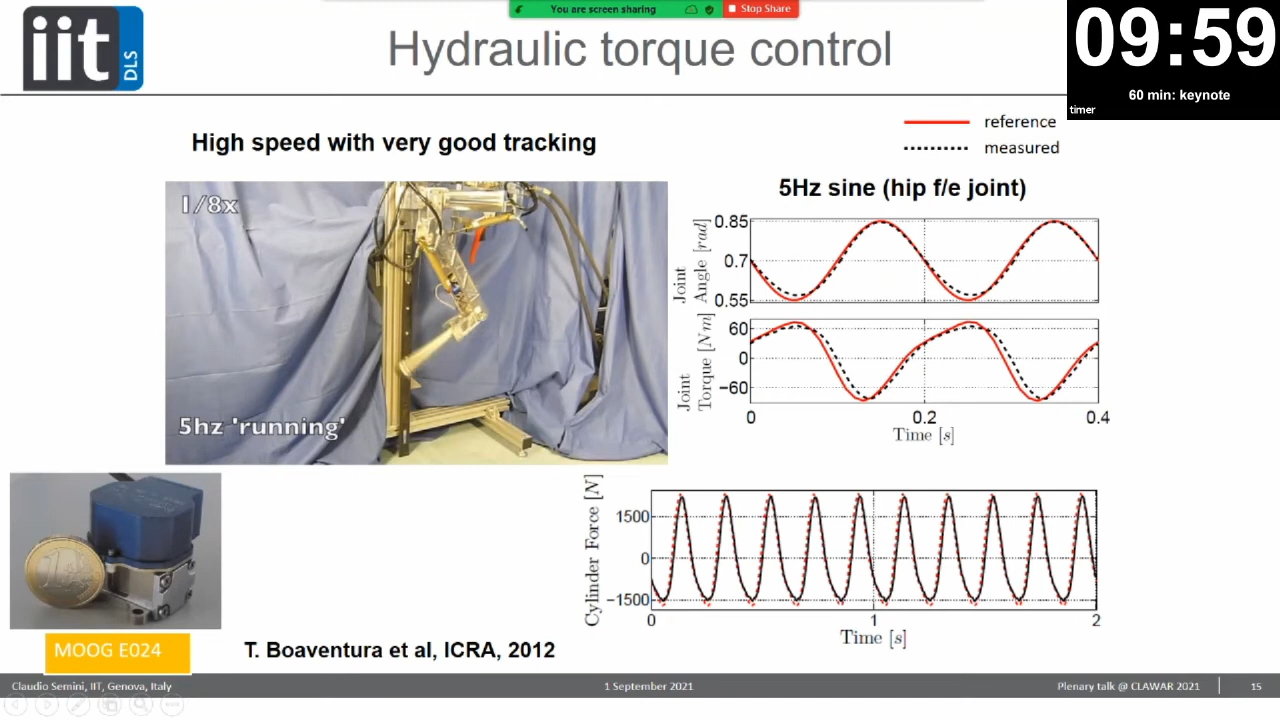 You are screen sharing
Stop Share
iit
DLS
Hydraulic torque control
09:59
60 min: keynote
timer
High speed with very good tracking
reference
measured
1/8x
5hz 'running'
5Hz sine (hip f/e joint)
Joint
Angle [rad]
0.85
0.7
0.55
Joint
Torque [Nm]
60
0
−60
0
0.2
0.4
Time [s]
Cylinder Force [N]
1500
0
−1500
0
1
2
Time [s]
MOOG E024
T. Boaventura et al, ICRA, 2012
Claudio Semini, IIT, Genova, Italy
1 September 2021
Plenary talk @ CLAWAR 2021
15